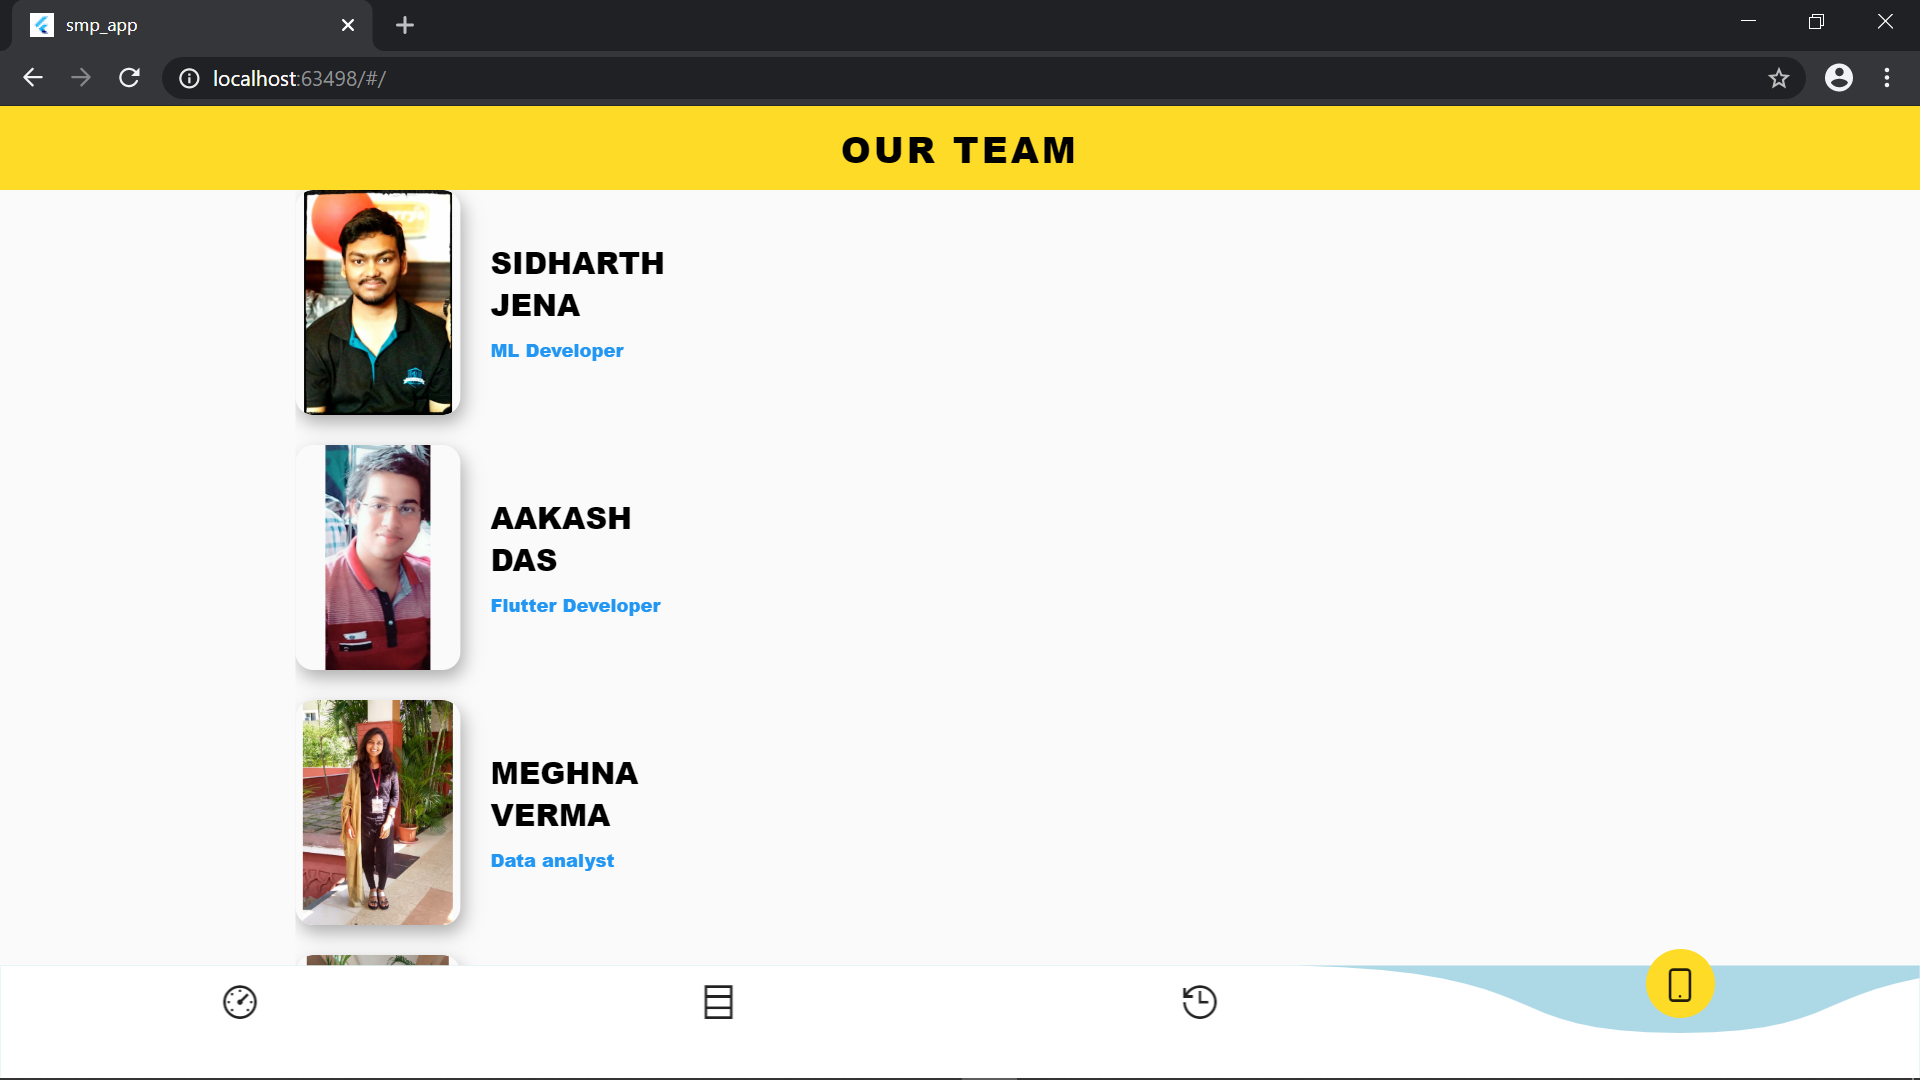 smp_app
localhost:63498/#/
OUR TEAM
SIDHARTH
JENA
ML Developer
AAKASH
DAS
Flutter Developer
MEGHNA
VERMA
Data analyst